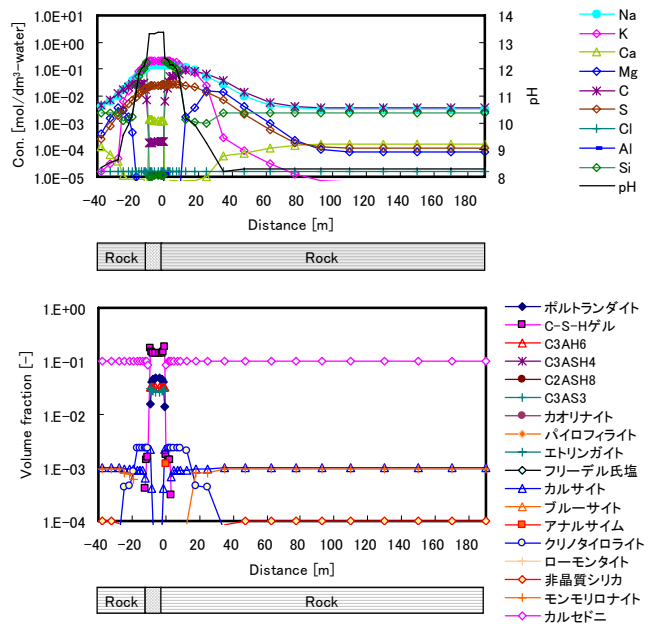 1.0E+01
1.0E+00
1.0E-01
1.0E-02
1.0E-03
1.0E-04
1.0E-05
Con. [mol/dm³-water]
14
13
12
11
10
9
8
pH
-40 -20 0 20 40 60 80 100 120 140 160 180
Distance [m]
Na
K
Ca
Mg
C
S
Cl
Al
Si
pH
Rock Rock
1.E+00
1.E-01
1.E-02
1.E-03
1.E-04
Volume fraction [-]
-40 -20 0 20 40 60 80 100 120 140 160 180
Distance [m]
ポルトランダイト
C-S-Hゲル
C3AH6
C3ASH4
C2ASH8
C3AS3
カオリナイト
パイロフィライト
エトリンガイト
フリーデル氏塩
カルサイト
ブルーサイト
アナルサイム
クリノタイロライト
ローモンタイト
非晶質シリカ
モンモリロナイト
カルセドニ
Rock Rock